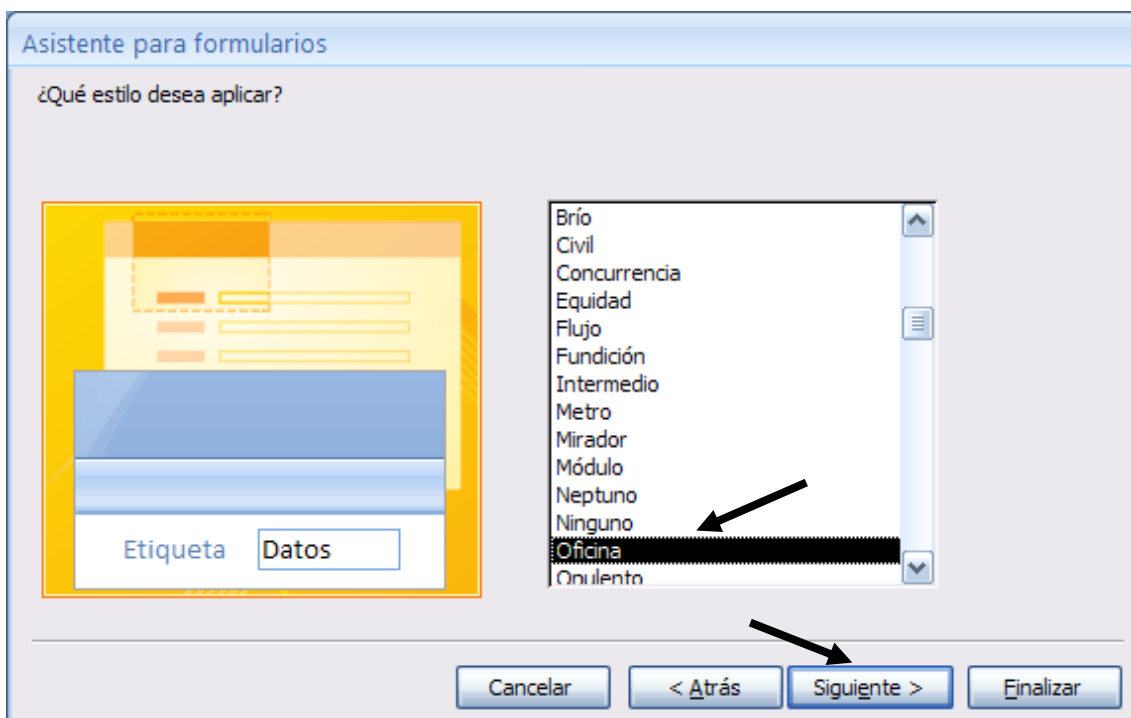 Asistente para formularios
¿Qué estilo desea aplicar?
Etiqueta
Datos
Brío
Civil
Concurrencia
Equidad
Flujo
Fundición
Intermedio
Metro
Mirador
Módulo
Neptuno
Ninguno
Oficina
Opulento
Cancelar
< Atrás
Siguiente >
Finalizar